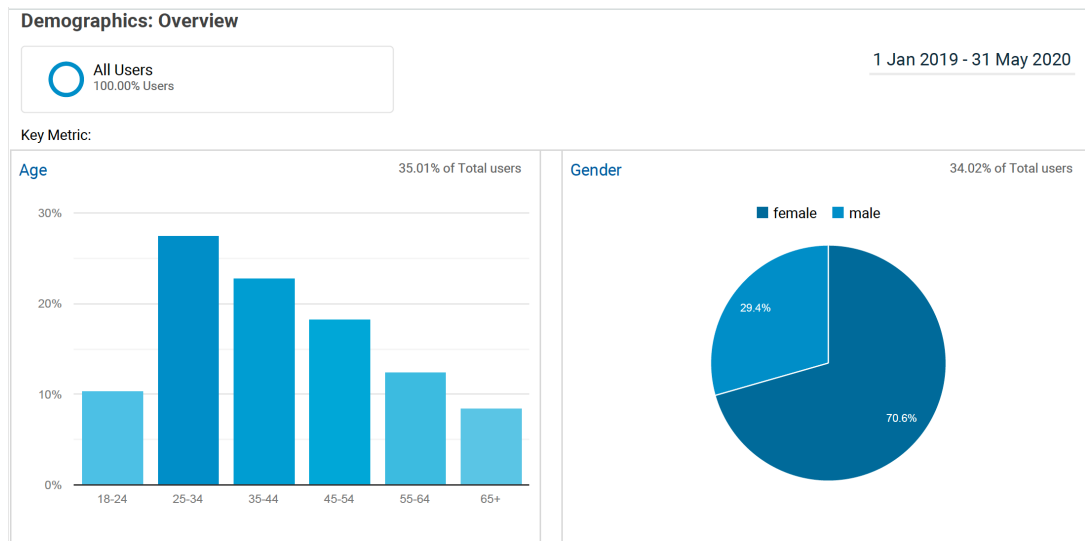 Demographics: Overview
All Users
100.00% Users
1 Jan 2019 - 31 May 2020
Key Metric:
Age
35.01% of Total users
30%
20%
10%
0%
18-24
25-34
35-44
45-54
55-64
65+
Gender
34.02% of Total users
female
male
29.4%
70.6%